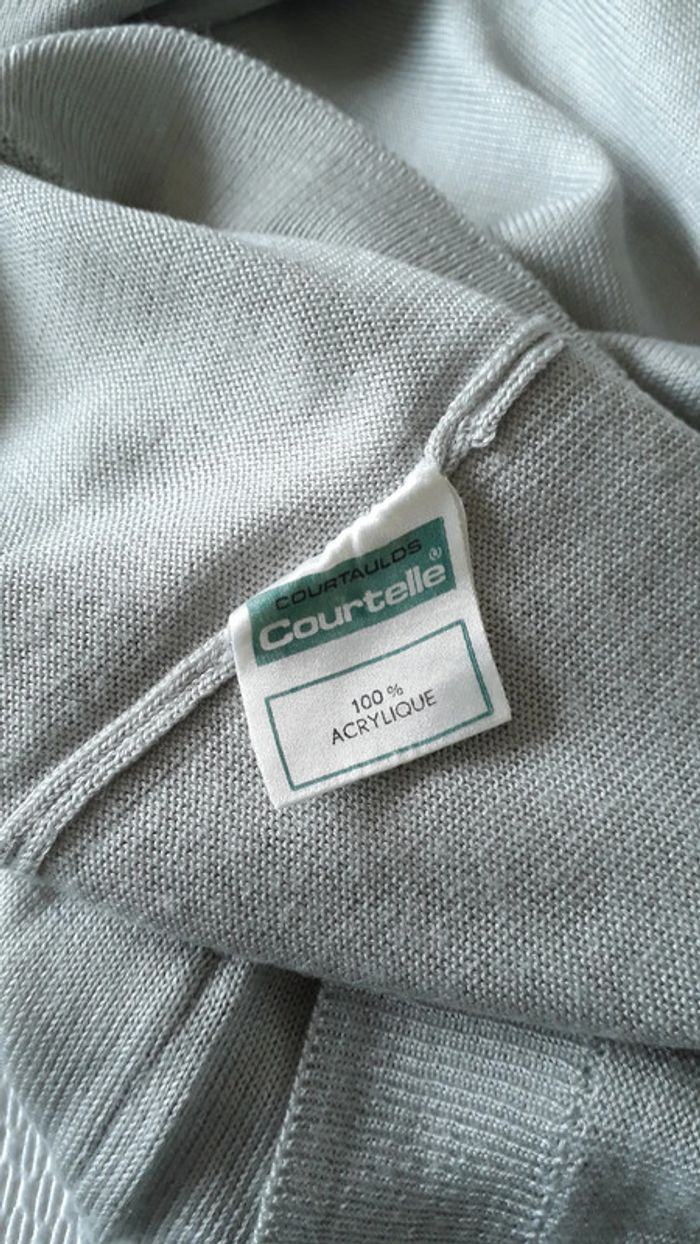 COURTAULDS
Courtelle®
100 %
ACRYLIQUE